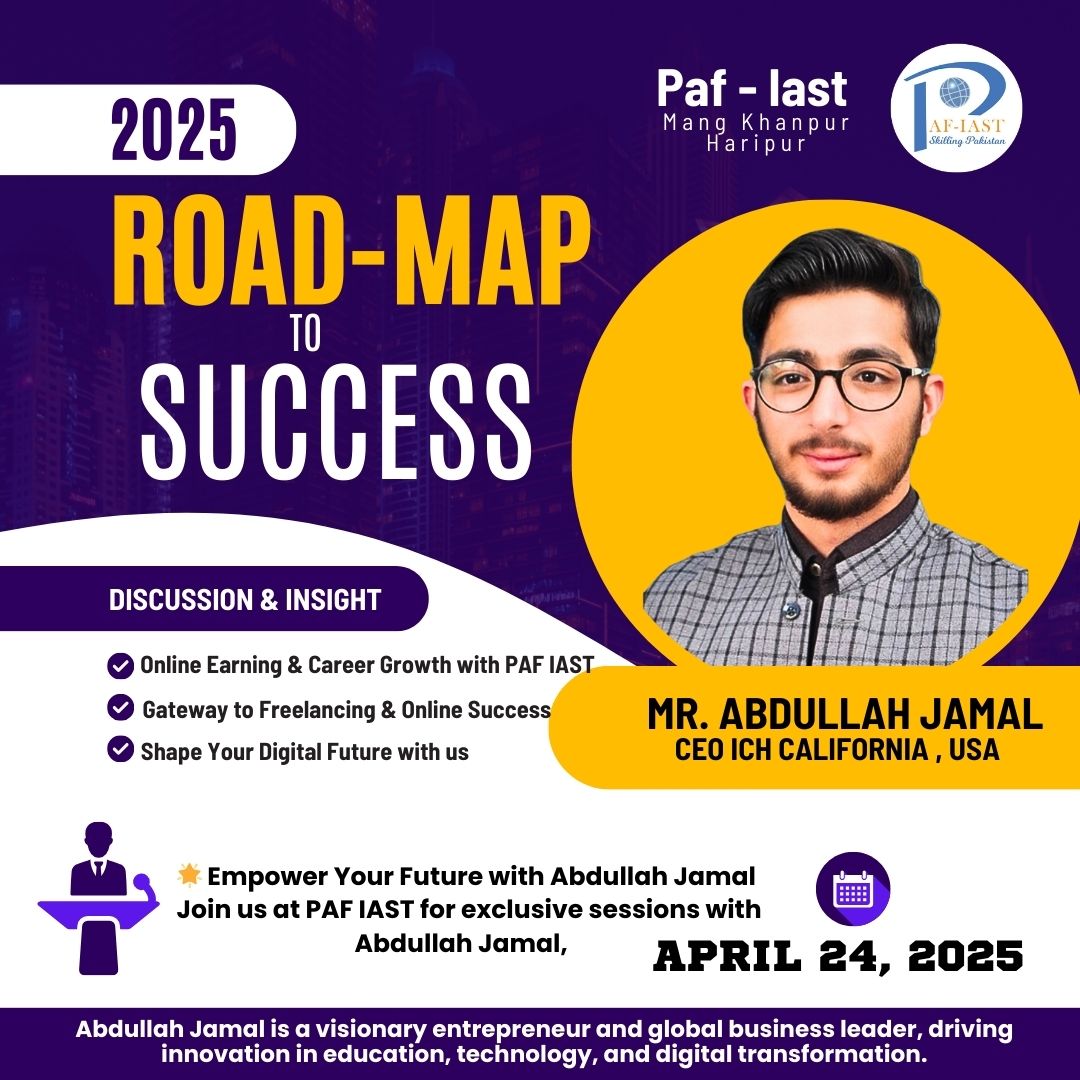 2025
ROAD-MAP
TO
SUCCESS
Paf - Iast
Mang Khanpur
Haripur
AF-IAST
Skilling Pakistan
DISCUSSION & INSIGHT
Online Earning & Career Growth with PAF IAST
Gateway to Freelancing & Online Success
Shape Your Digital Future with us
MR. ABDULLAH JAMAL
CEO ICH CALIFORNIA , USA
🌟 Empower Your Future with Abdullah Jamal
Join us at PAF IAST for exclusive sessions with
Abdullah Jamal,
APRIL 24, 2025
Abdullah Jamal is a visionary entrepreneur and global business leader, driving
innovation in education, technology, and digital transformation.